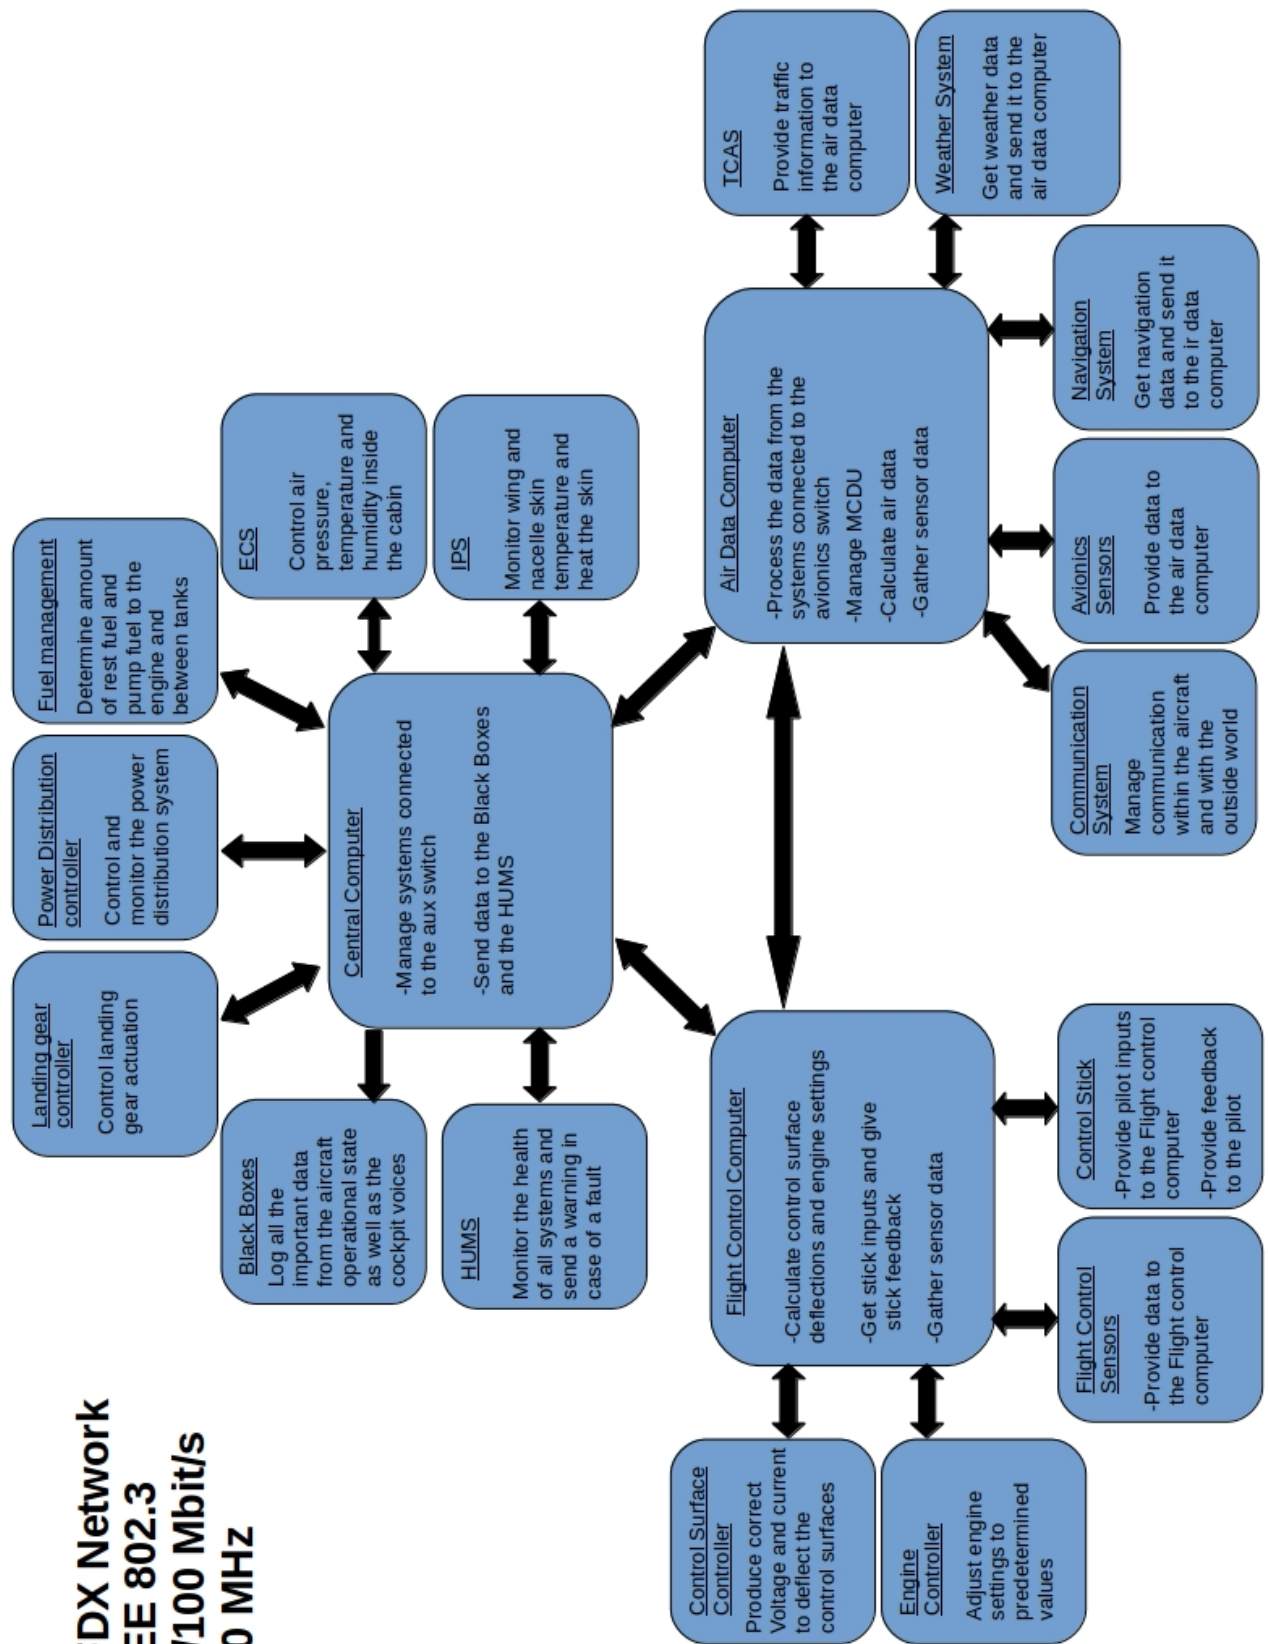 DX Network
EE 802.3
/100 Mbit/s
0 MHz
Landing gear
controller
Control landing
gear actuation
Power Distribution
controller
Control and
monitor the power
distribution system
Fuel management
Determine amount
of rest fuel and
pump fuel to the
engine and
between tanks
Black Boxes
Log all the
important data
from the aircraft
operational state
as well as the
cockpit voices
ECS
Control air
pressure,
temperature and
humidity inside
the cabin
Central Computer
-Manage systems connected
to the aux switch
-Send data to the Black Boxes
and the HUMS
HUMS
Monitor the health
of all systems and
send a warning in
case of a fault
IPS
Monitor wing and
nacelle skin
temperature and
heat the skin
Control Surface
Controller
Produce correct
Voltage and current
to deflect the
control surfaces
Flight Control Computer
-Calculate control surface
deflections and engine settings
-Get stick inputs and give
stick feedback
-Gather sensor data
Air Data Computer
-Process the data from the
systems connected to the
avionics switch
-Manage MCDU
-Calculate air data
-Gather sensor data
TCAS
Provide traffic
information to
the air data
computer
Engine
Controller
Adjust engine
settings to
predetermined
values
Weather System
Get weather data
and send it to the
air data computer
Flight Control
Sensors
-Provide data to
the Flight control
computer
Control Stick
-Provide pilot inputs
to the Flight control
computer
-Provide feedback
to the pilot
Communication
System
Manage
communication
within the aircraft
and with the
outside world
Avionics
Sensors
Provide data to
the air data
computer
Navigation
System
Get navigation
data and send it
to the ir data
computer